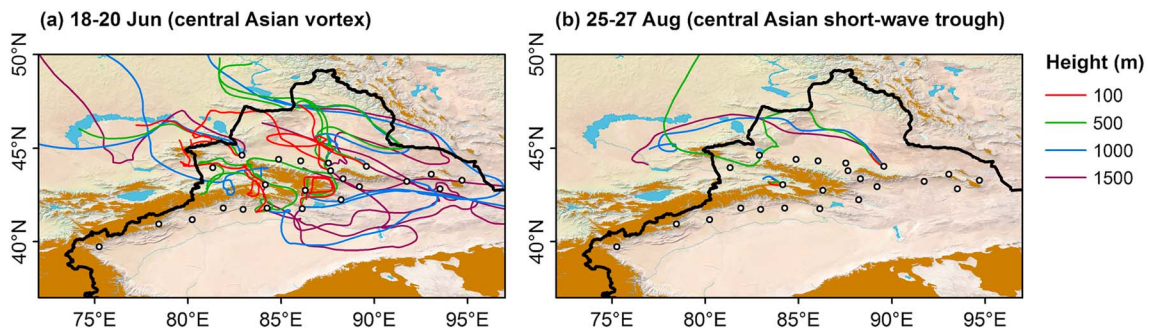 (a) 18-20 Jun (central Asian vortex)
(b) 25-27 Aug (central Asian short-wave trough)
50°N
45°N
40°N
75°E 80°E 85°E 90°E 95°E
50°N
45°N
40°N
75°E 80°E 85°E 90°E 95°E
Height (m)
100
500
1000
1500